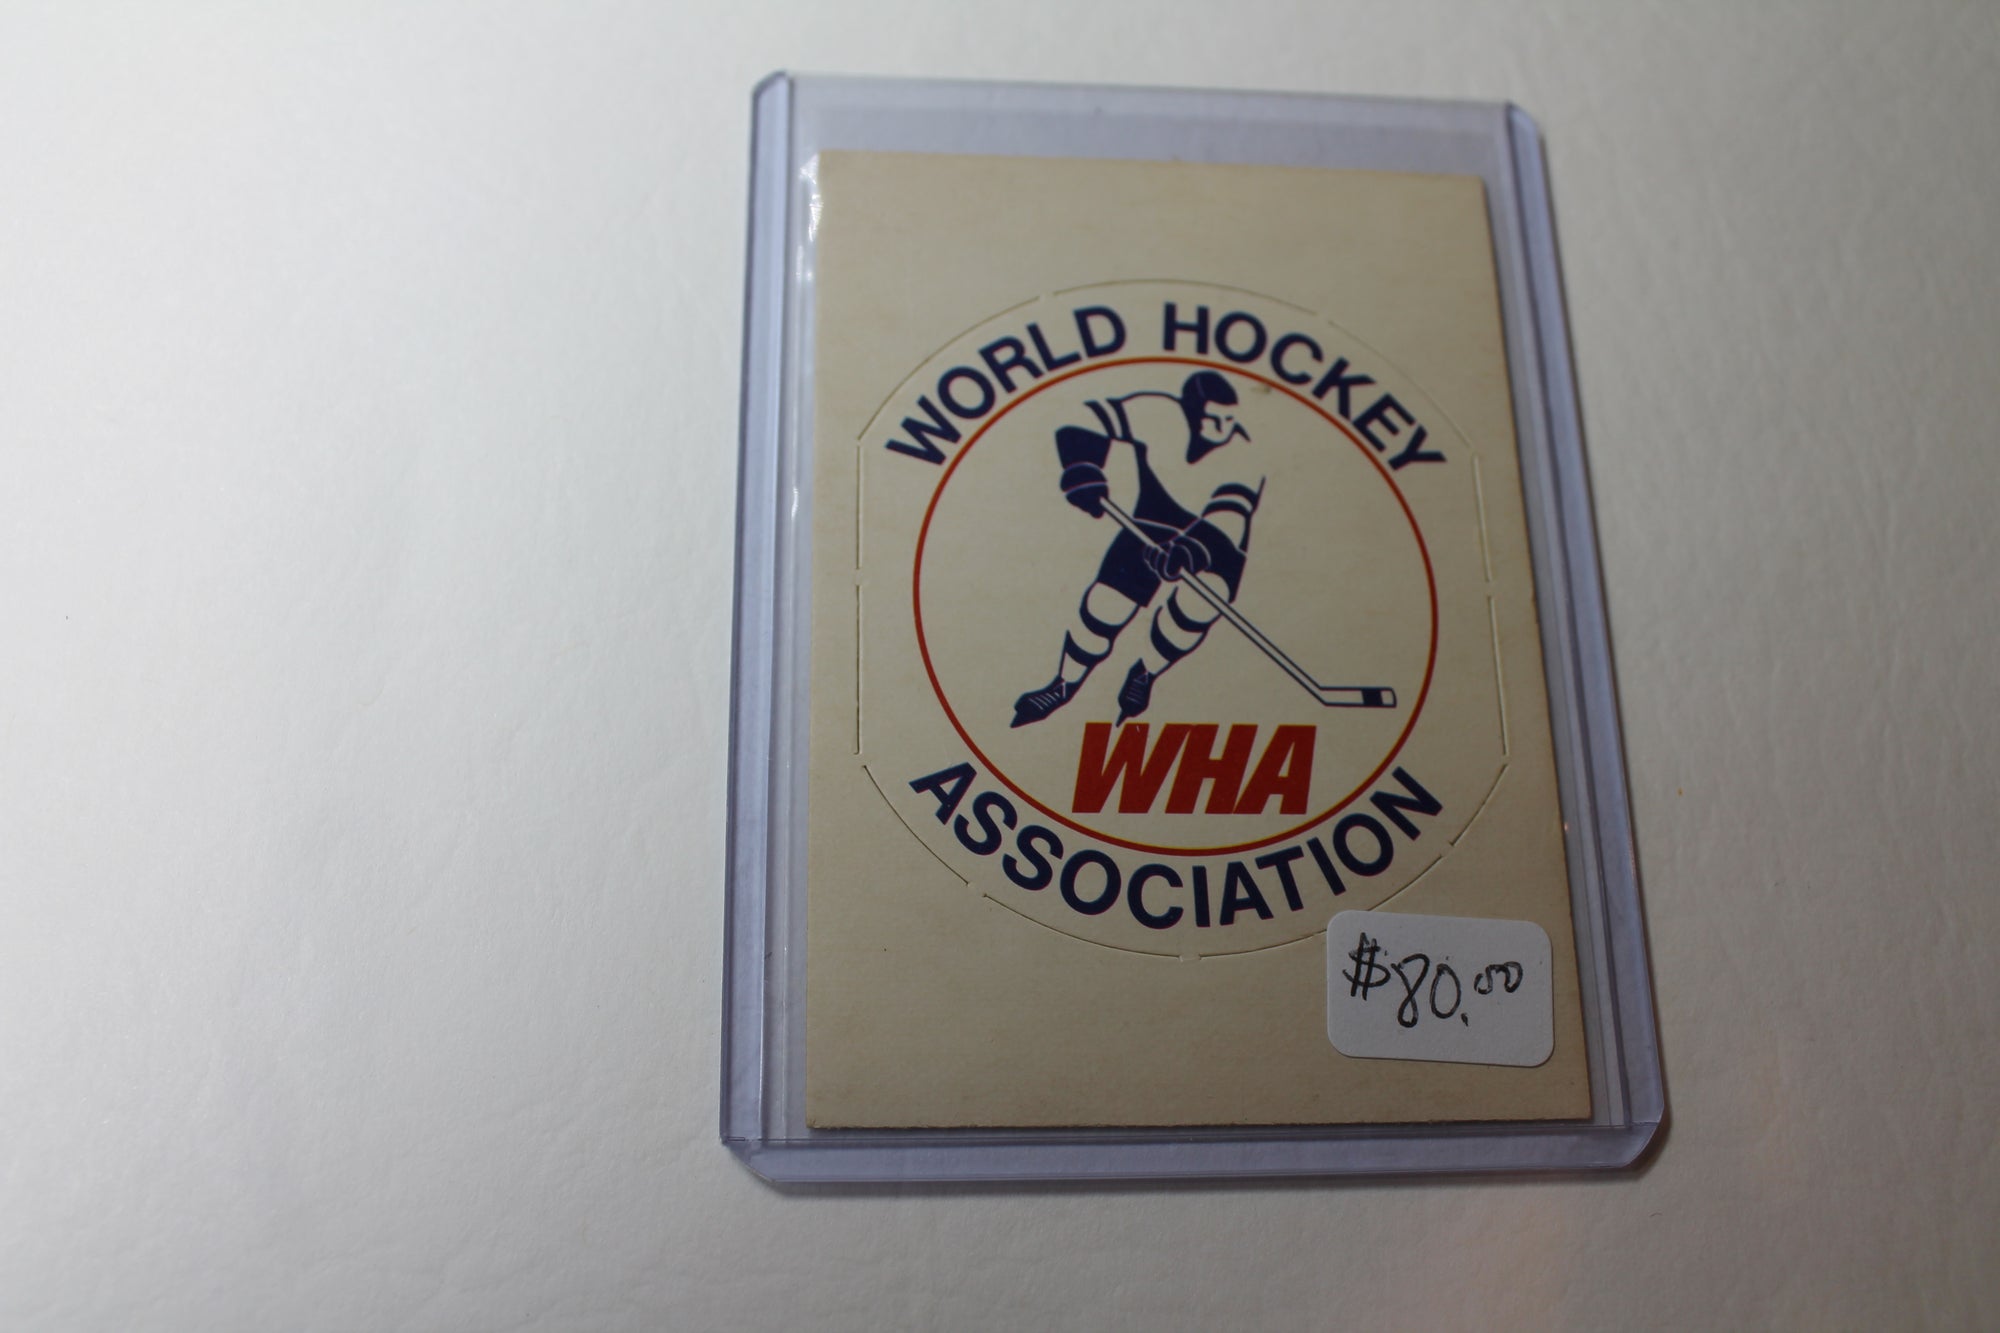 WORLD HOCKEY
WHA
ASSOCIATION
$80.00